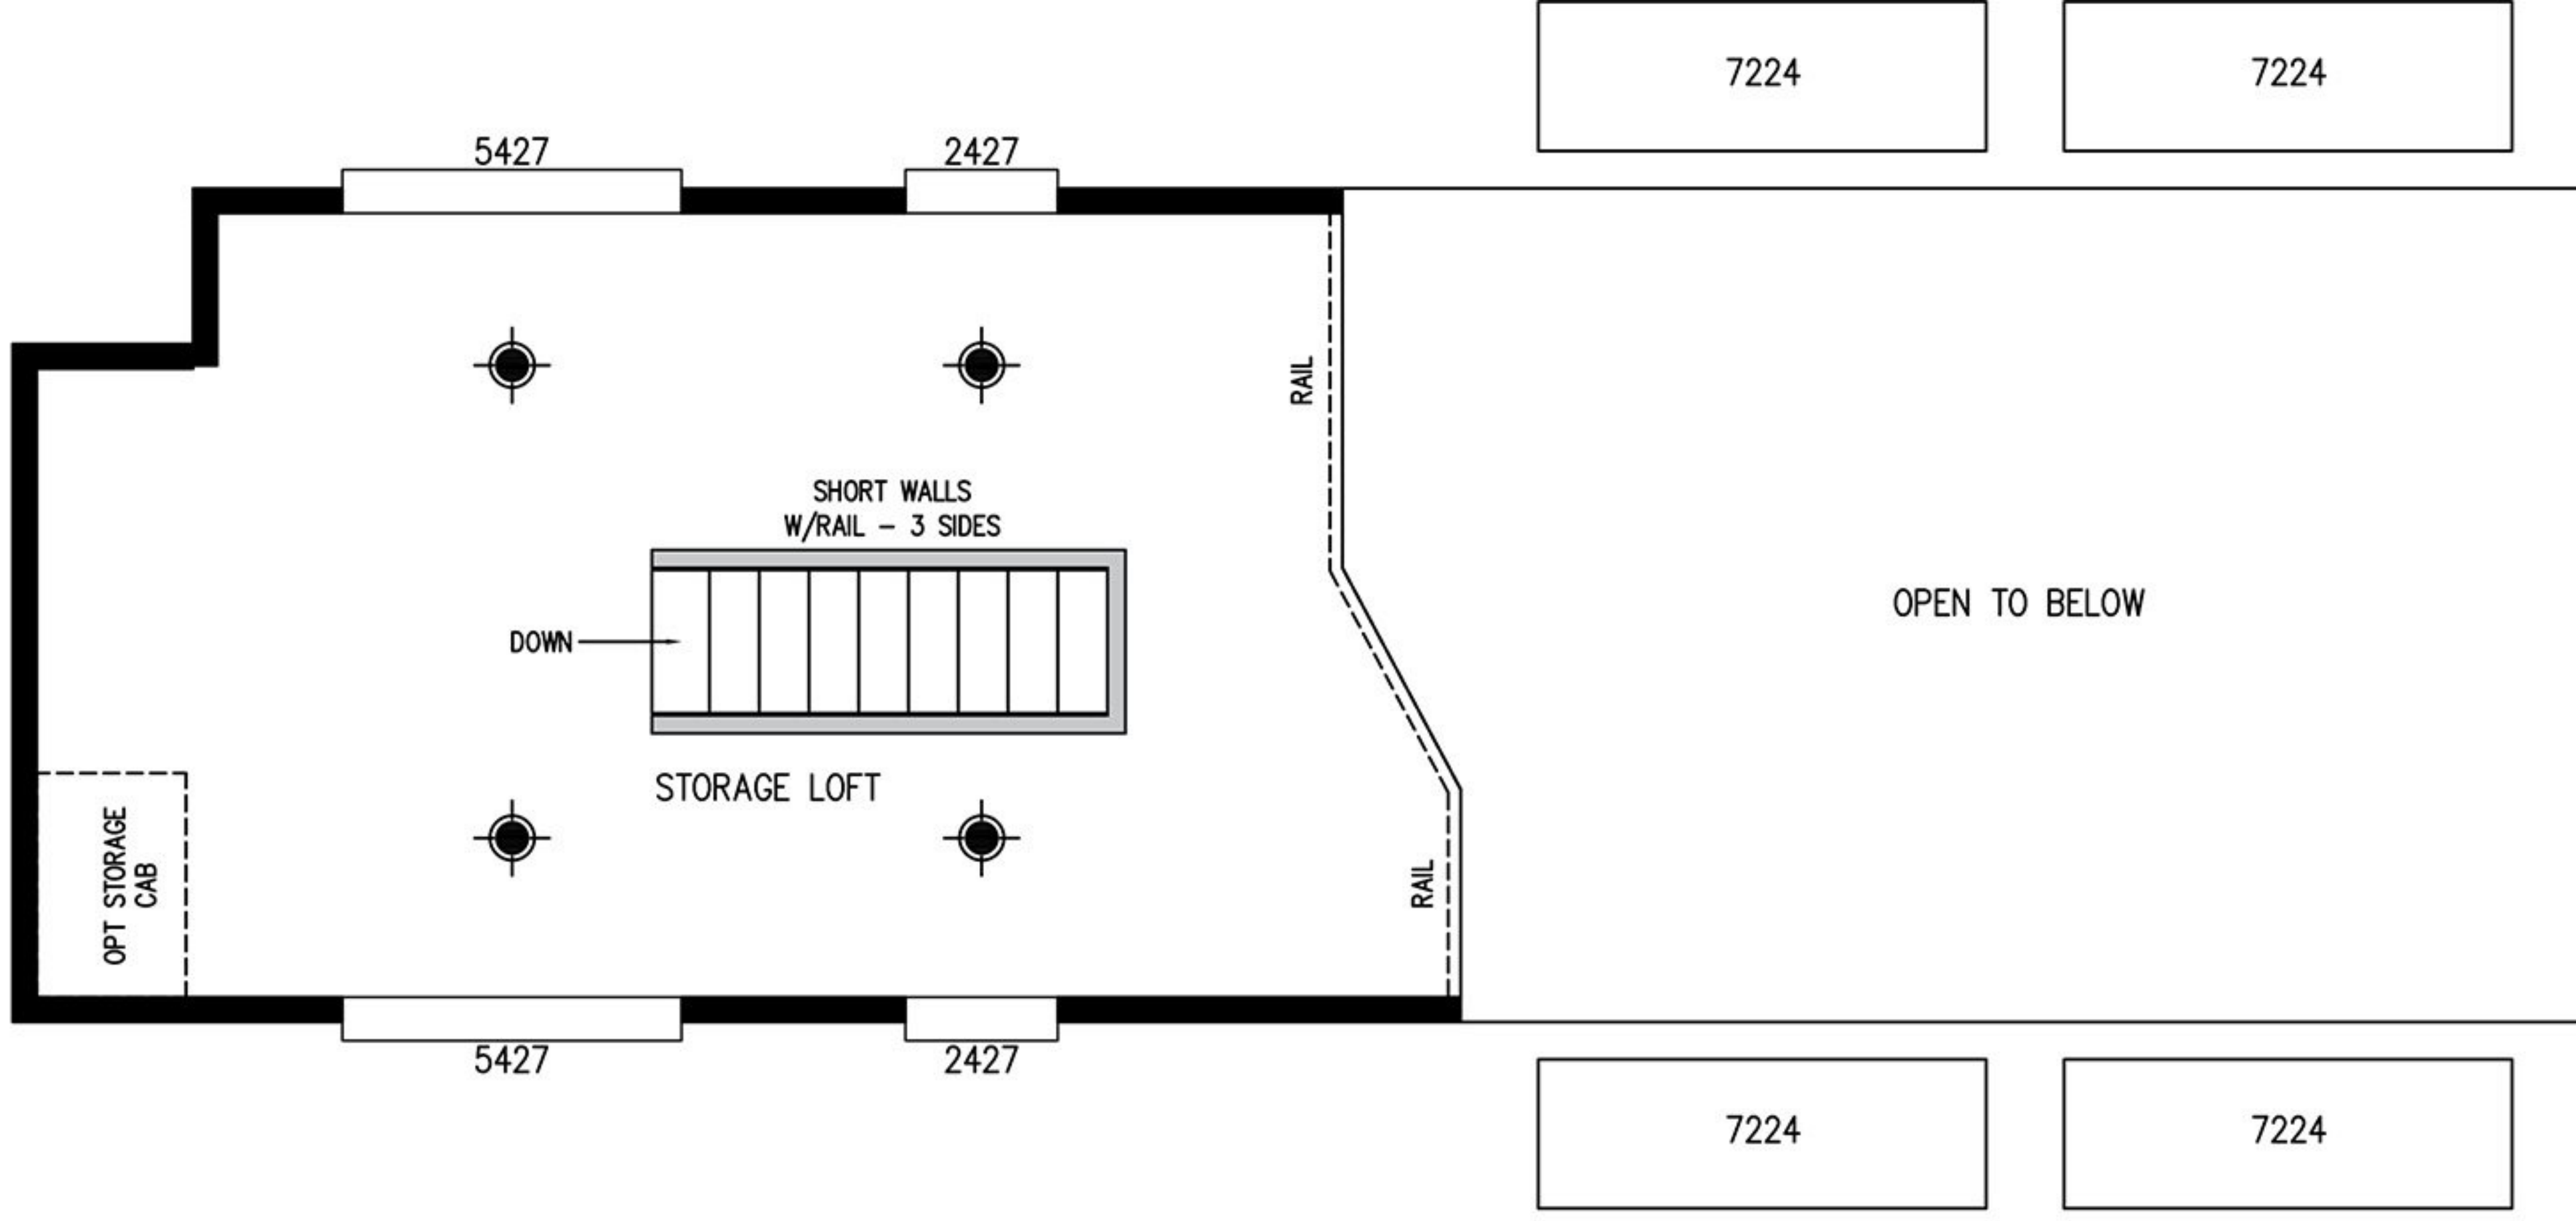 7224
7224
5427
2427
RAIL
SHORT WALLS
W/RAIL - 3 SIDES
OPEN TO BELOW
DOWN
STORAGE LOFT
OPT STORAGE
CAB
RAIL
5427
2427
7224
7224